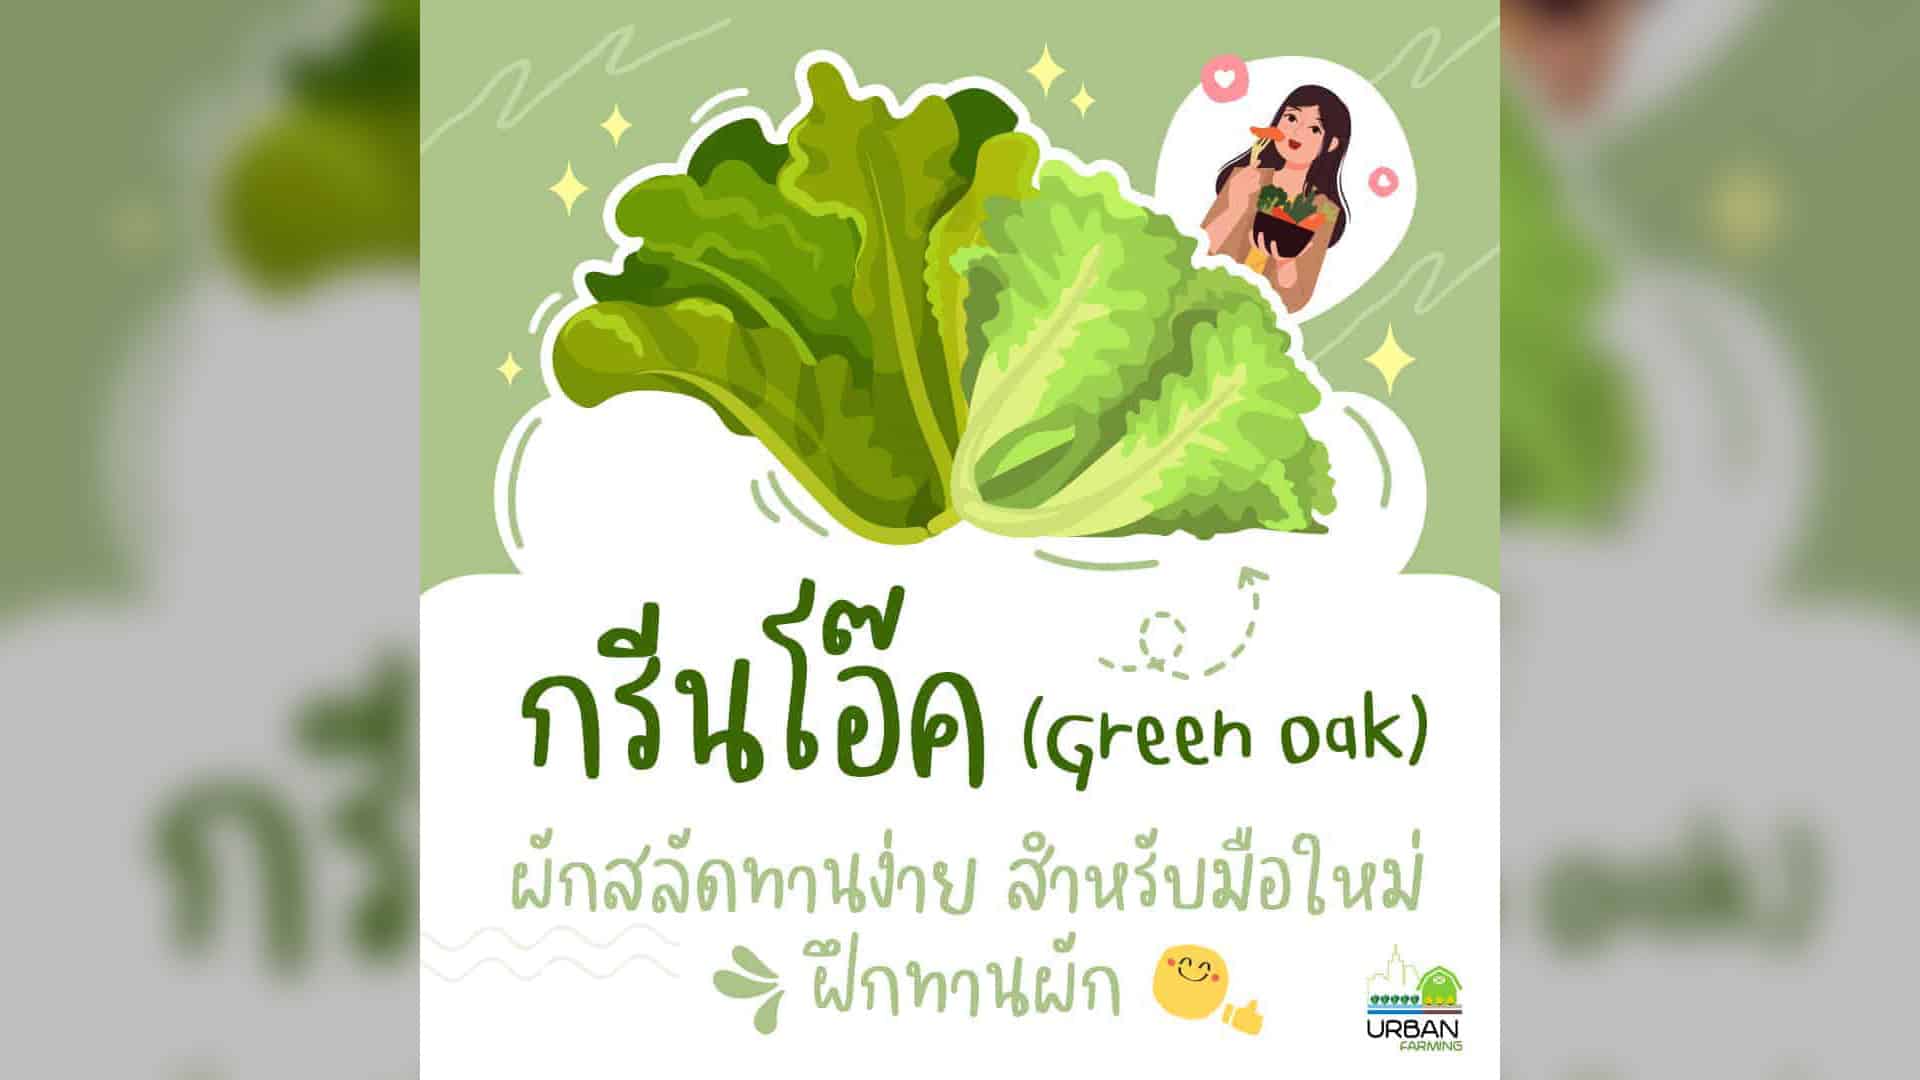 กรีนโอ๊ค (Green oak)
ผักสลัดทานง่าย สำหรับมือใหม่
ฝึกทานผัก
URBAN
FARMING